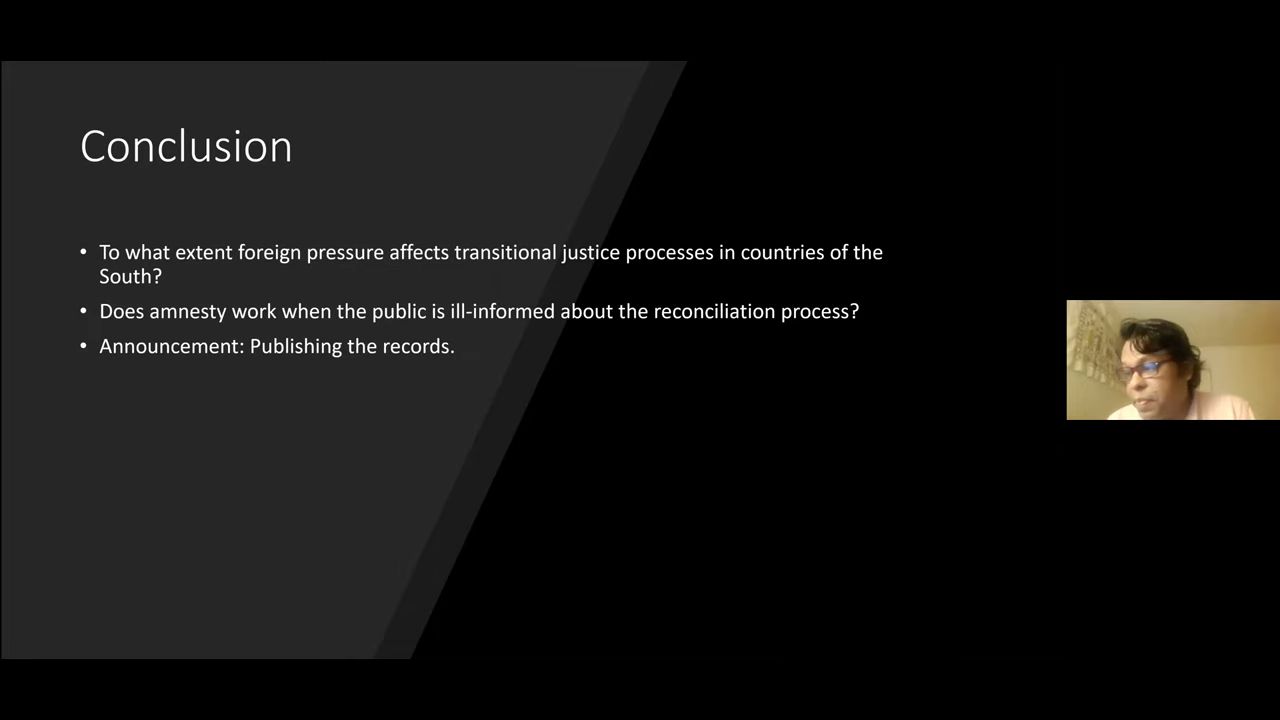 Conclusion
• To what extent foreign pressure affects transitional justice processes in countries of the
South?
• Does amnesty work when the public is ill-informed about the reconciliation process?
• Announcement: Publishing the records.